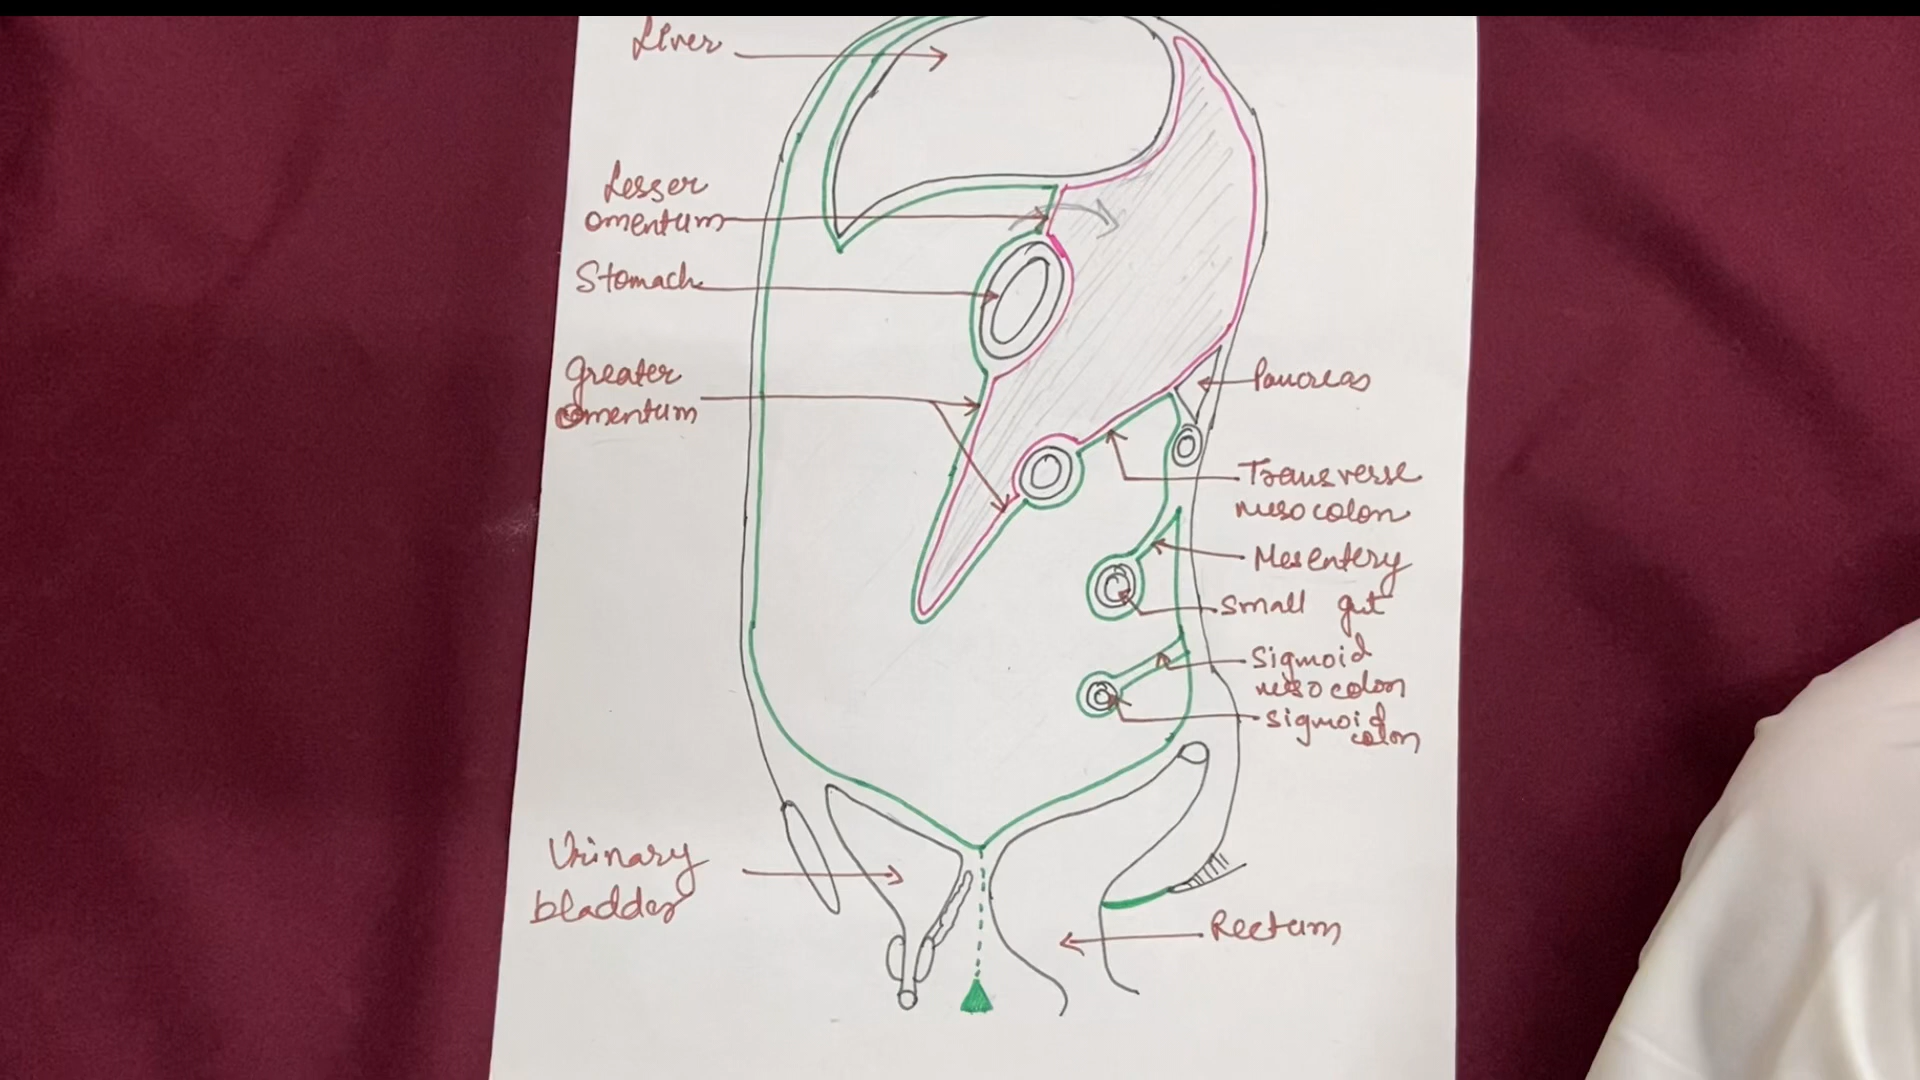 Liver
Lesser
omentum
Stomach
Greater
omentum
Pancreas
Transverse
mesocolon
Mesentery
small gut
Sigmoid
mesocolon
sigmoid
colon
Urinary
bladder
Rectum